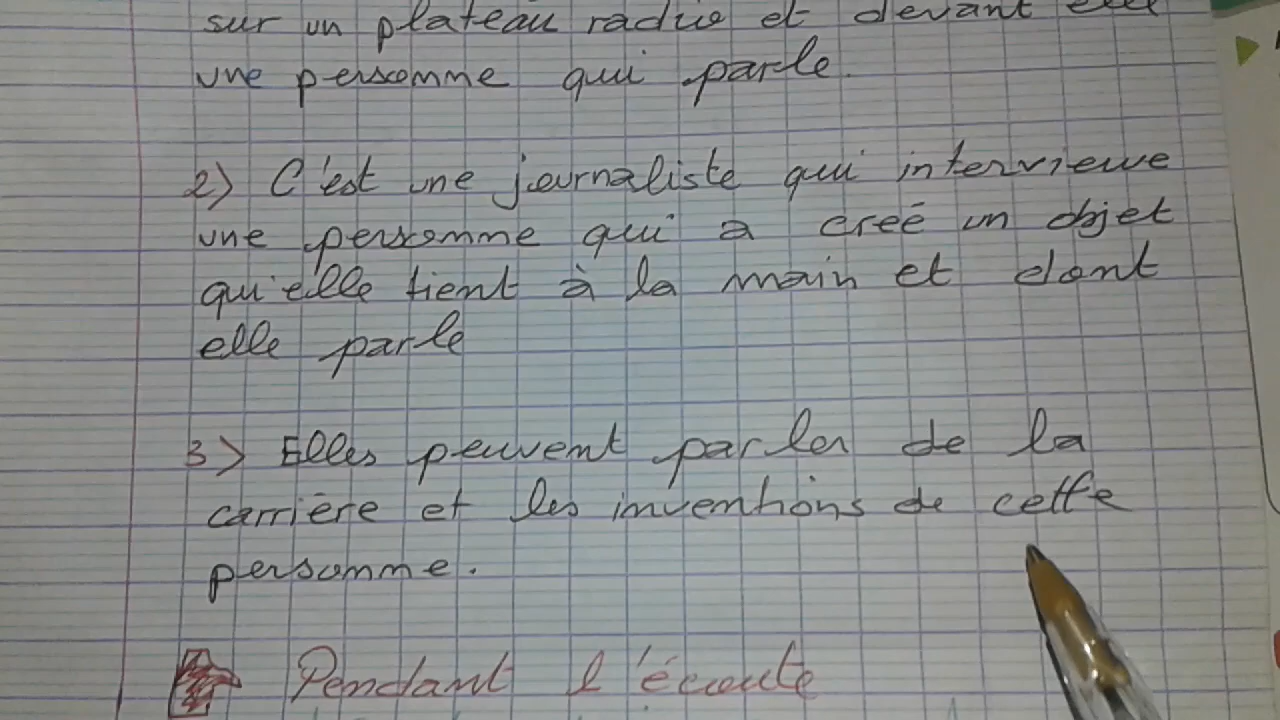 sur un plateau radio et devant elle
une personne qui parle.
2) C'est une journaliste qui interviewe
une personne qui a créé un objet
qu'elle tient à la main et dont
elle parle
3) Elles peuvent parler de la
carrière et les inventions de cette
personne.
Pendant l'écoute